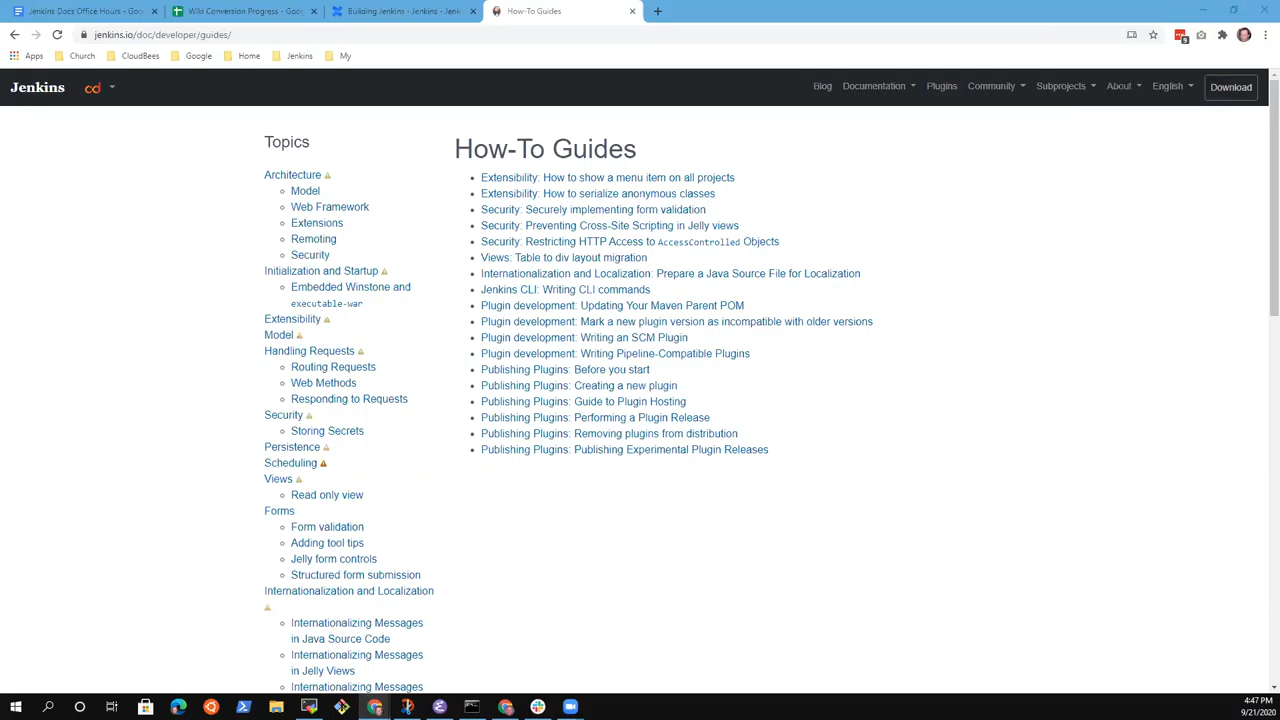 Jenkins Docs Office Hours - Goo
Wiki Conversion Progress - Goog
Building Jenkins - Jenkins - Jenk
How-To Guides
jenkins.io/doc/developer/guides/
Apps
Church
CloudBees
Google
Home
Jenkins
My
Jenkins
cd
Blog
Documentation
Plugins
Community
Subprojects
About
English
Download
Topics
Architecture
Model
Web Framework
Extensions
Remoting
Security
Initialization and Startup
Embedded Winstone and
executable-war
Extensibility
Model
Handling Requests
Routing Requests
Web Methods
Responding to Requests
Security
Storing Secrets
Persistence
Scheduling
Views
Read only view
Forms
Form validation
Adding tool tips
Jelly form controls
Structured form submission
Internationalization and Localization
Internationalizing Messages
in Java Source Code
Internationalizing Messages
in Jelly Views
Internationalizing Messages
How-To Guides
Extensibility: How to show a menu item on all projects
Extensibility: How to serialize anonymous classes
Security: Securely implementing form validation
Security: Preventing Cross-Site Scripting in Jelly views
Security: Restricting HTTP Access to AccessControlled Objects
Views: Table to div layout migration
Internationalization and Localization: Prepare a Java Source File for Localization
Jenkins CLI: Writing CLI commands
Plugin development: Updating Your Maven Parent POM
Plugin development: Mark a new plugin version as incompatible with older versions
Plugin development: Writing an SCM Plugin
Plugin development: Writing Pipeline-Compatible Plugins
Publishing Plugins: Before you start
Publishing Plugins: Creating a new plugin
Publishing Plugins: Guide to Plugin Hosting
Publishing Plugins: Performing a Plugin Release
Publishing Plugins: Removing plugins from distribution
Publishing Plugins: Publishing Experimental Plugin Releases
4:47 PM
9/21/2020